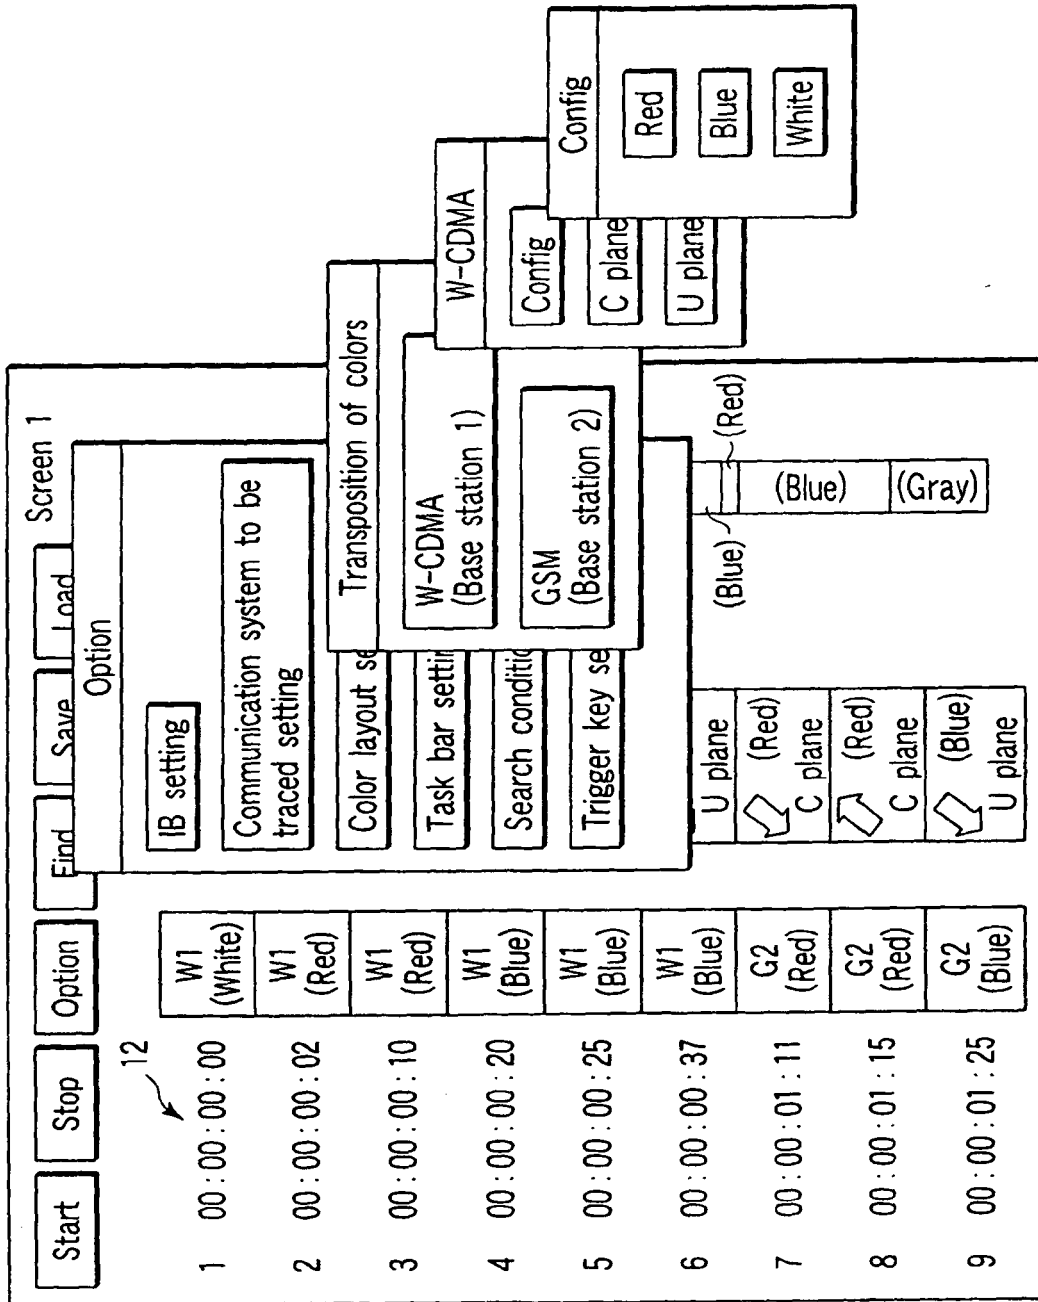 Screen 1
Start
Stop
Option
Find
Save
Load
12
1 00:00:00:00 W1 (White)
2 00:00:00:02 W1 (Red)
3 00:00:00:10 W1 (Red)
4 00:00:00:20 W1 (Blue)
5 00:00:00:25 W1 (Blue)
6 00:00:00:37 W1 (Blue)
U plane
7 00:00:01:11 G2 (Red)
(Red)
C plane
8 00:00:01:15 G2 (Red)
(Red)
C plane
9 00:00:01:25 G2 (Blue)
(Blue)
U plane
(Blue)
(Red)
(Blue)
(Gray)
Option
IB setting
Communication system to be
traced setting
Color layout se
Task bar settin
Search conditio
Trigger key se
Transposition of colors
W-CDMA
(Base station 1)
GSM
(Base station 2)
W-CDMA
Config
C plane
U plane
Config
Red
Blue
White